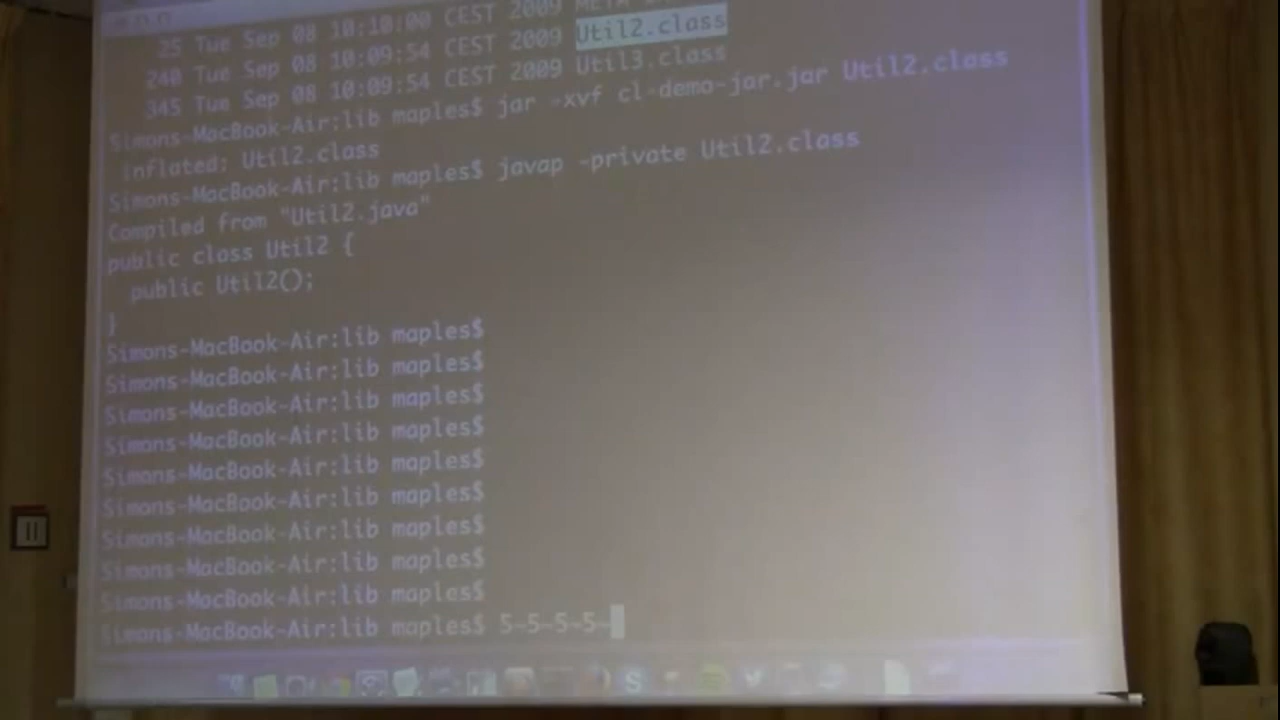 25 Tue Sep 08 10:10:00 CEST 2009
240 Tue Sep 08 10:09:54 CEST 2009 Util2.class
345 Tue Sep 08 10:09:54 CEST 2009 Util3.class
Simons-MacBook-Air:lib maples$ jar -xvf cl-demo-jar.jar Util2.class
inflated: Util2.class
Simons-MacBook-Air:lib maples$ javap -private Util2.class
Compiled from "Util2.java"
public class Util2 {
public Util2();
}
Simons-MacBook-Air:lib maples$
Simons-MacBook-Air:lib maples$
Simons-MacBook-Air:lib maples$
Simons-MacBook-Air:lib maples$
Simons-MacBook-Air:lib maples$
Simons-MacBook-Air:lib maples$
Simons-MacBook-Air:lib maples$
Simons-MacBook-Air:lib maples$
Simons-MacBook-Air:lib maples$
Simons-MacBook-Air:lib maples$ 5-5-5-5-